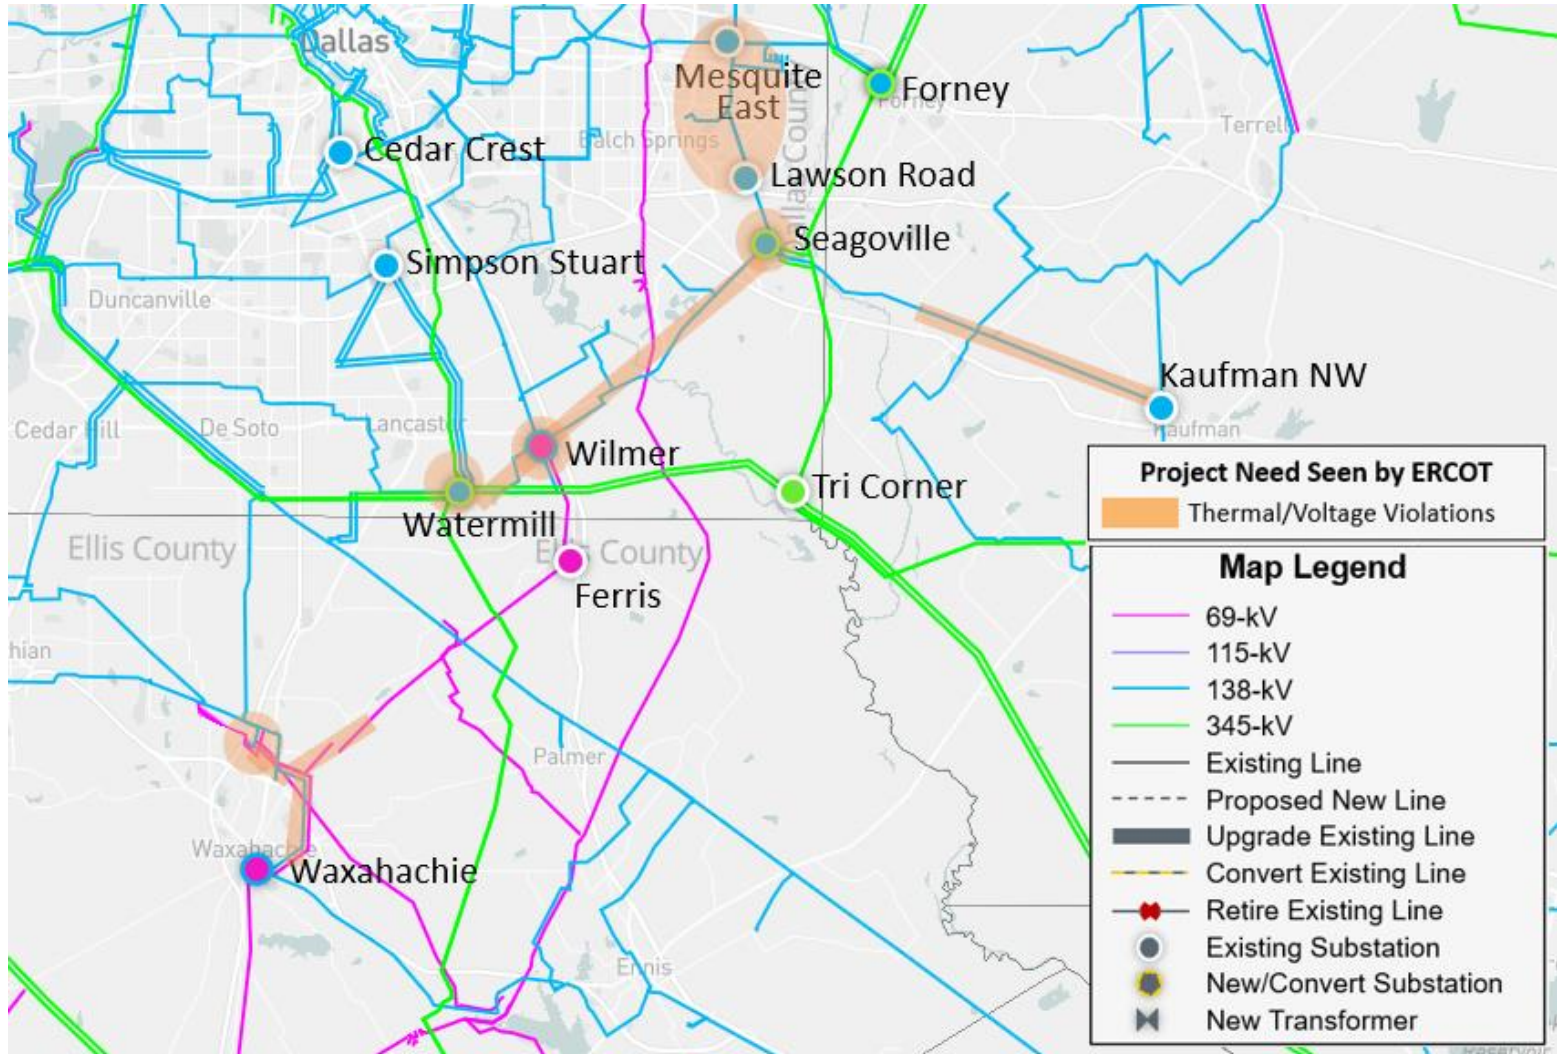 Dallas
Mesquite
East
Forney
Forney
Terrell
Cedar Crest
Balch Springs
Lawson Road
Seagoville
Simpson Stuart
Duncanville
Kaufman NW
Kaufman
Cedar Hill
De Soto
Lancaster
Wilmer
Tri Corner
Watermill
Ellis County
Ellis County
Ferris
Palmer
Waxahachie
Waxahachie
Ennis
Project Need Seen by ERCOT
Thermal/Voltage Violations
Map Legend
69-kV
115-kV
138-kV
345-kV
Existing Line
Proposed New Line
Upgrade Existing Line
Convert Existing Line
Retire Existing Line
Existing Substation
New/Convert Substation
New Transformer